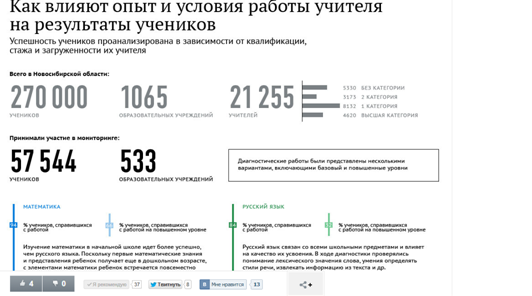 Как влияют опыт и условия работы учителя
на результаты учеников
Успешность учеников проанализирована в зависимости от квалификации,
стажа и загруженности их учителя
Всего в Новосибирской области:
270 000
УЧЕНИКОВ
1065
ОБРАЗОВАТЕЛЬНЫХ УЧРЕЖДЕНИЙ
21 255
УЧИТЕЛЕЙ
5330 БЕЗ КАТЕГОРИИ
3173 2 КАТЕГОРИЯ
8132 1 КАТЕГОРИЯ
4620 ВЫСШАЯ КАТЕГОРИЯ
Принимали участие в мониторинге:
57 544
УЧЕНИКОВ
533
ОБРАЗОВАТЕЛЬНЫХ УЧРЕЖДЕНИЙ
Диагностические работы были представлены несколькими
вариантами, включающими базовый и повышенные уровни
МАТЕМАТИКА
% учеников, справившихся
с работой
% учеников, справившихся
с работой на повышенном уровне
Изучение математики в начальной школе идет более успешно,
чем русского языка. Поскольку первые математические знания
и представления ребенок получает еще в дошкольном возрасте,
с элементами математики ребенок встречается повсеместно
РУССКИЙ ЯЗЫК
% учеников, справившихся
с работой
% учеников, справившихся
с работой на повышенном уровне
Русский язык связан со всеми школьными предметами и влияет
на качество их усвоения. В ходе диагностики проверялись
понимание лексического значения слова, умения определять
стили речи, извлекать информацию из текста и др.
4
0
Я рекомендую
37
Твитнуть
8
В
Мне нравится
13
+